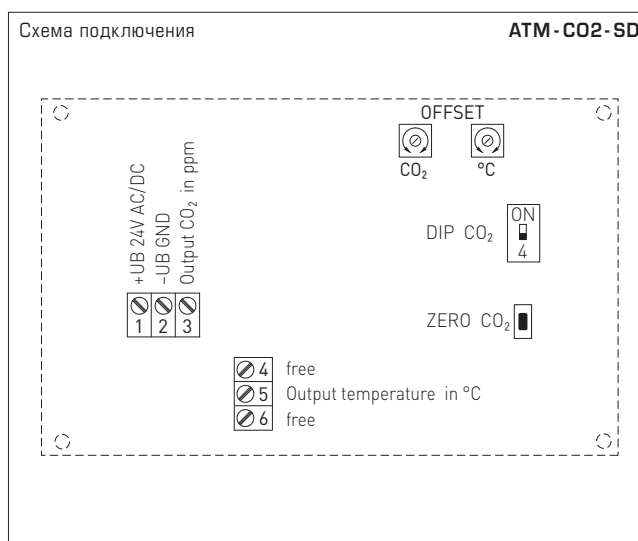 Схема подключения
ATM-CO2-SD
OFFSET
CO₂
°C
+UB 24V AC/DC
–UB GND
Output CO₂ in ppm
DIP CO₂
ON
4
1 2 3
ZERO CO₂
4 free
5 Output temperature in °C
6 free